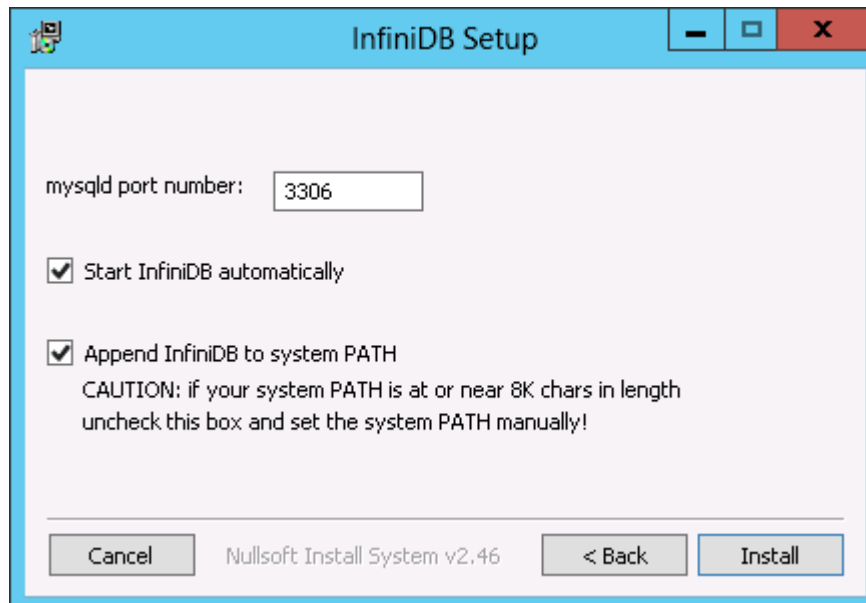 InfiniDB Setup
mysqld port number:
3306
Start InfiniDB automatically
Append InfiniDB to system PATH
CAUTION: if your system PATH is at or near 8K chars in length
uncheck this box and set the system PATH manually!
Cancel
Nullsoft Install System v2.46
< Back
Install